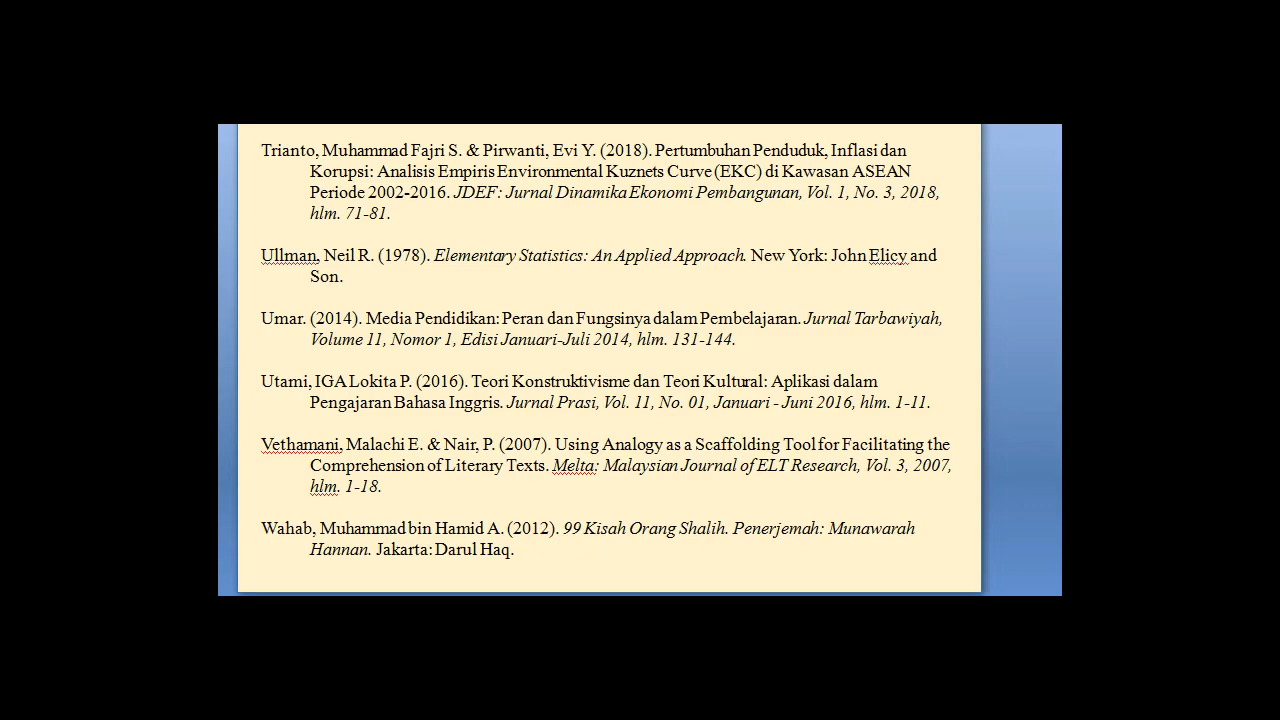 Trianto, Muhammad Fajri S. & Pirwanti, Evi Y. (2018). Pertumbuhan Penduduk, Inflasi dan
Korupsi: Analisis Empiris Environmental Kuznets Curve (EKC) di Kawasan ASEAN
Periode 2002-2016. JDEF: Jurnal Dinamika Ekonomi Pembangunan, Vol. 1, No. 3, 2018,
hlm. 71-81.
Ullman, Neil R. (1978). Elementary Statistics: An Applied Approach. New York: John Elicy and
Son.
Umar. (2014). Media Pendidikan: Peran dan Fungsinya dalam Pembelajaran. Jurnal Tarbawiyah,
Volume 11, Nomor 1, Edisi Januari-Juli 2014, hlm. 131-144.
Utami, IGA Lokita P. (2016). Teori Konstruktivisme dan Teori Kultural: Aplikasi dalam
Pengajaran Bahasa Inggris. Jurnal Prasi, Vol. 11, No. 01, Januari - Juni 2016, hlm. 1-11.
Vethamani, Malachi E. & Nair, P. (2007). Using Analogy as a Scaffolding Tool for Facilitating the
Comprehension of Literary Texts. Melta: Malaysian Journal of ELT Research, Vol. 3, 2007,
hlm. 1-18.
Wahab, Muhammad bin Hamid A. (2012). 99 Kisah Orang Shalih. Penerjemah: Munawarah
Hannan. Jakarta: Darul Haq.